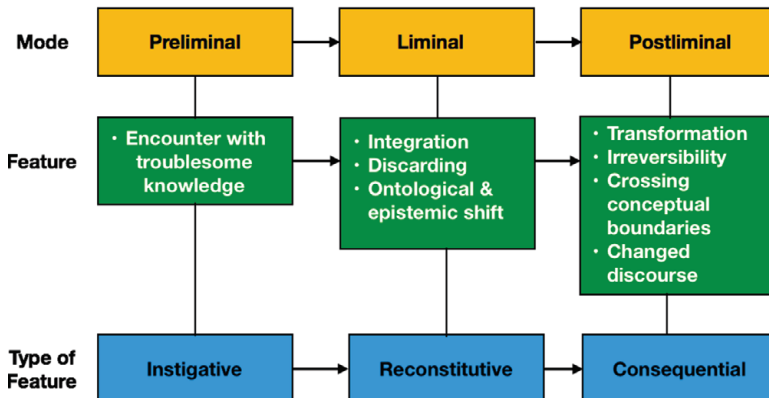 Mode
Preliminal
Liminal
Postliminal
Feature
• Encounter with
troublesome
knowledge
• Integration
• Discarding
• Ontological &
epistemic shift
• Transformation
• Irreversibility
• Crossing
conceptual
boundaries
• Changed
discourse
Type of
Feature
Instigative
Reconstitutive
Consequential